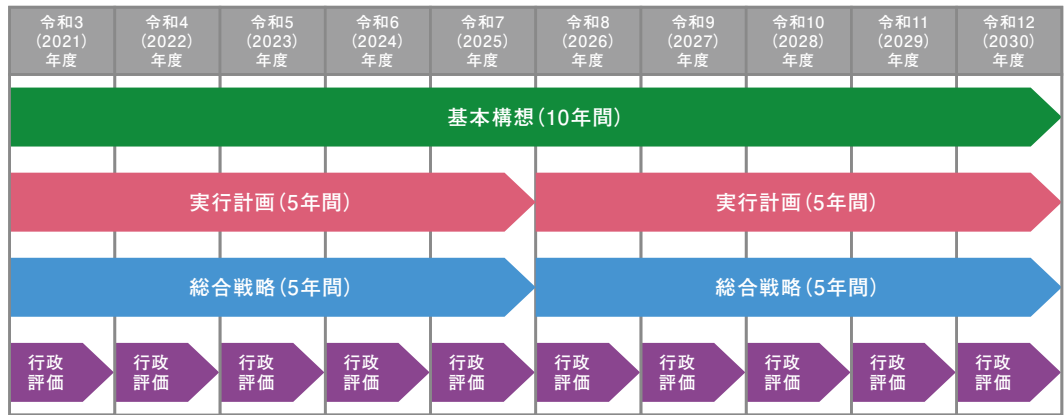 令和3
(2021)
年度
令和4
(2022)
年度
令和5
(2023)
年度
令和6
(2024)
年度
令和7
(2025)
年度
令和8
(2026)
年度
令和9
(2027)
年度
令和10
(2028)
年度
令和11
(2029)
年度
令和12
(2030)
年度
基本構想(10年間)
実行計画(5年間)
実行計画(5年間)
総合戦略(5年間)
総合戦略(5年間)
行政
評価
行政
評価
行政
評価
行政
評価
行政
評価
行政
評価
行政
評価
行政
評価
行政
評価
行政
評価